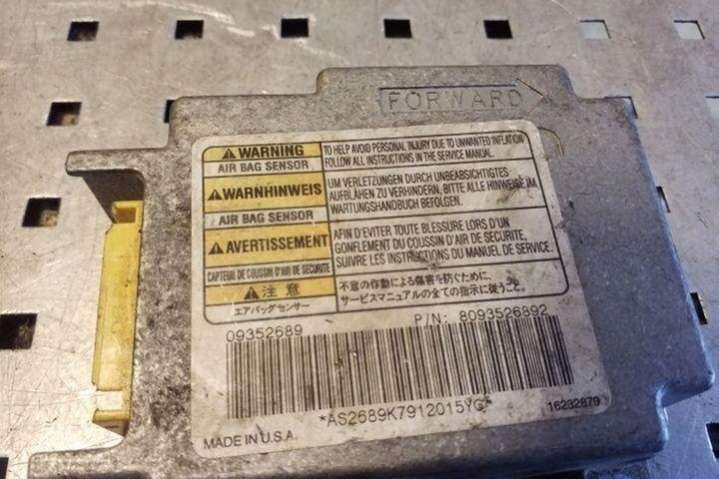 FORWARD
WARNING
AIR BAG SENSOR
TO HELP AVOID PERSONAL INJURY DUE TO UNWANTED INFLATION
FOLLOW ALL INSTRUCTIONS IN THE SERVICE MANUAL.
WARNHINWEIS
AIR BAG SENSOR
UM VERLETZUNGEN DURCH UNBEABSICHTIGTES
AUFBLÄHEN ZU VERHINDERN, BITTE ALLE HINWEISE IM
WARTUNGSHANDBUCH BEFOLGEN.
AVERTISSEMENT
CAPTEUR DE COUSSIN D'AIR DE SECURITE
AFIN D'EVITER TOUTE BLESSURE LORS D'UN
GONFLEMENT DU COUSSIN D'AIR DE SECURITE,
SUIVRE LES INSTRUCTIONS DU MANUEL DE SERVICE.
注意
エアバッグセンサー
不意の作動による傷害を防ぐために、
サービスマニュアルの全ての指示に従うこと。
09352689
P/N: 8093526892
*AS2689K7912015YG*
MADE IN U.S.A.
16232879